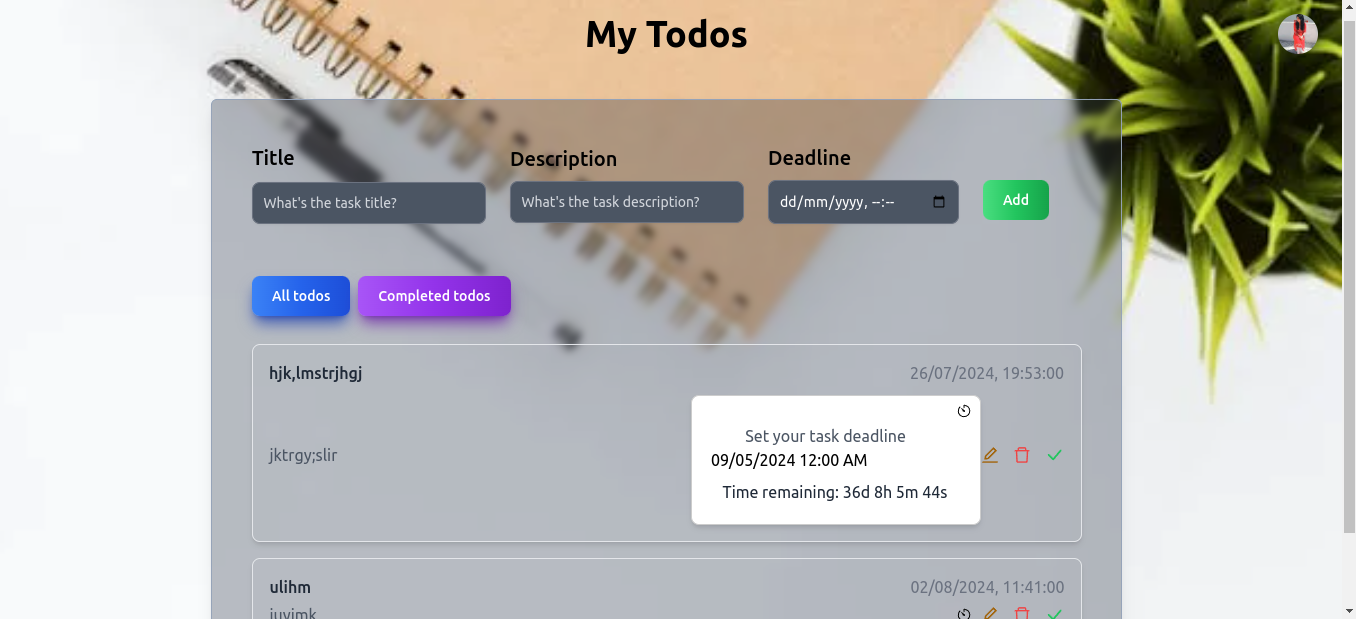 My Todos
Title
Description
Deadline
What's the task title?
What's the task description?
dd/mm/yyyy, --:--
Add
All todos
Completed todos
hjk,lmstrjhgj
26/07/2024, 19:53:00
Set your task deadline
jktrgy;slir
09/05/2024 12:00 AM
Time remaining: 36d 8h 5m 44s
ulihm
02/08/2024, 11:41:00